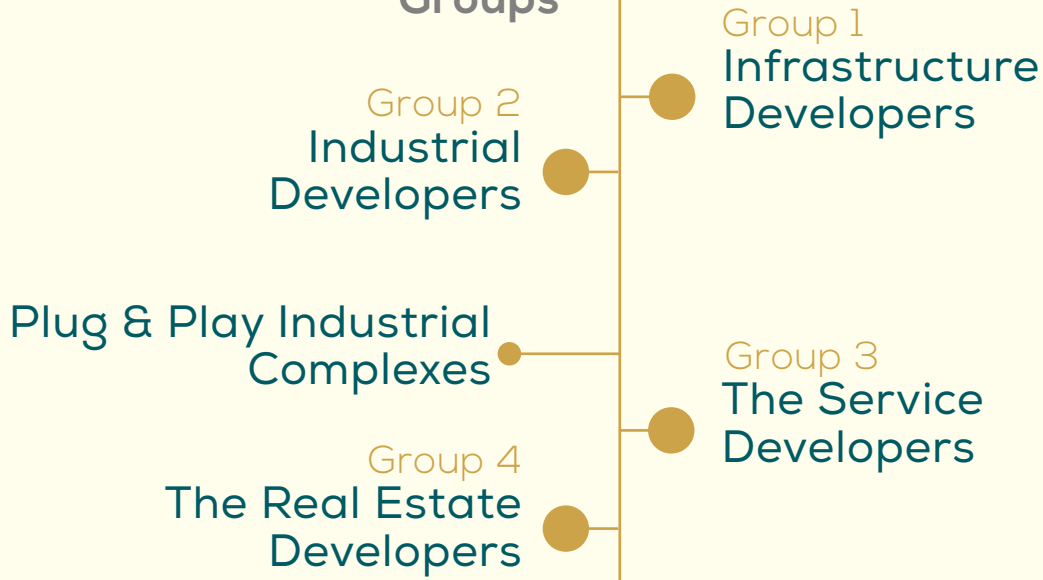 Groups
Group 1
Infrastructure
Developers
Group 2
Industrial
Developers
Plug & Play Industrial
Complexes
Group 3
The Service
Developers
Group 4
The Real Estate
Developers